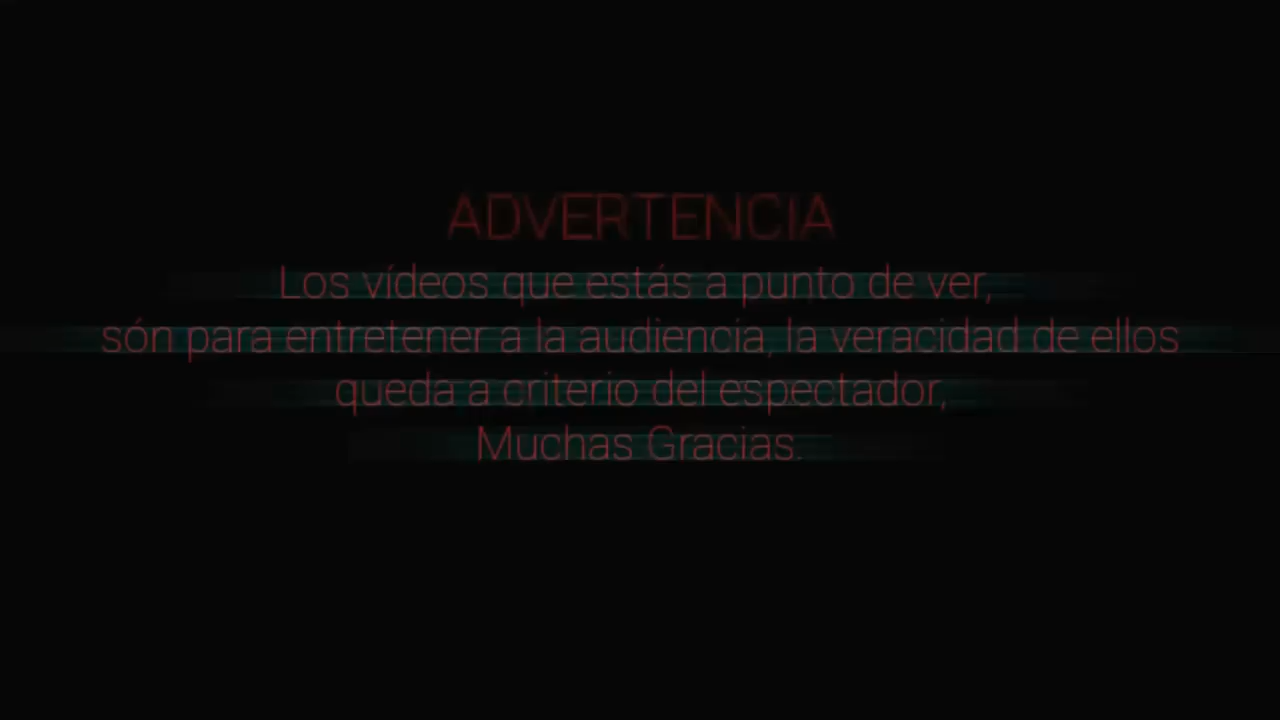 ADVERTENCIA
Los vídeos que estás a punto de ver,
són para entretener a la audiencia, la veracidad de ellos
queda a criterio del espectador,
Muchas Gracias.